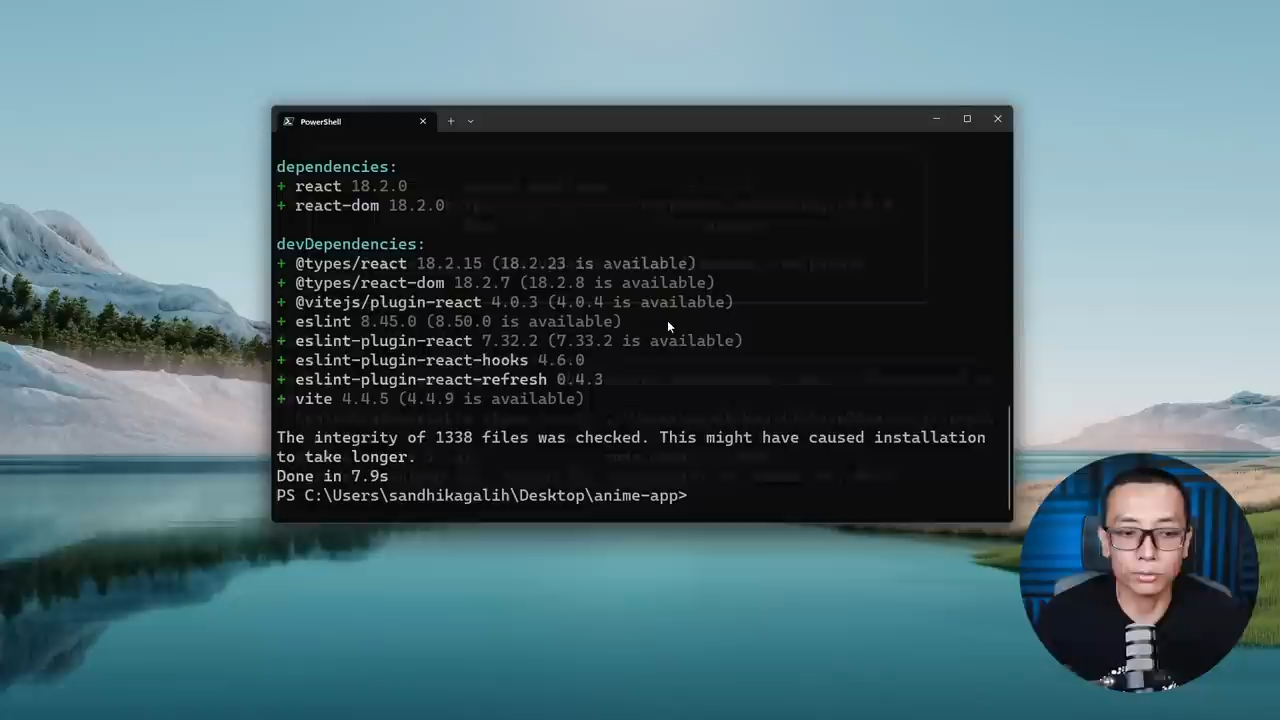 PowerShell
dependencies:
+ react 18.2.0
+ react-dom 18.2.0
devDependencies:
+ @types/react 18.2.15 (18.2.23 is available)
+ @types/react-dom 18.2.7 (18.2.8 is available)
+ @vitejs/plugin-react 4.0.3 (4.0.4 is available)
+ eslint 8.45.0 (8.50.0 is available)
+ eslint-plugin-react 7.32.2 (7.33.2 is available)
+ eslint-plugin-react-hooks 4.6.0
+ eslint-plugin-react-refresh 0.4.3
+ vite 4.4.5 (4.4.9 is available)
The integrity of 1338 files was checked. This might have caused installation
to take longer.
Done in 7.9s
PS C:\Users\sandhikagalih\Desktop\anime-app>